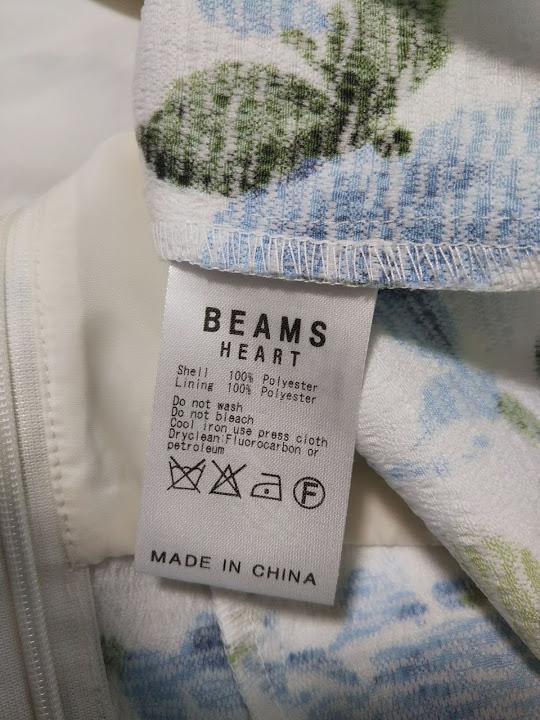 BEAMS
HEART
Shell 100% Polyester
Lining 100% Polyester
Do not wash
Do not bleach
Cool iron use press cloth
Dryclean:Fluorocarbon or
petroleum
F
MADE IN CHINA